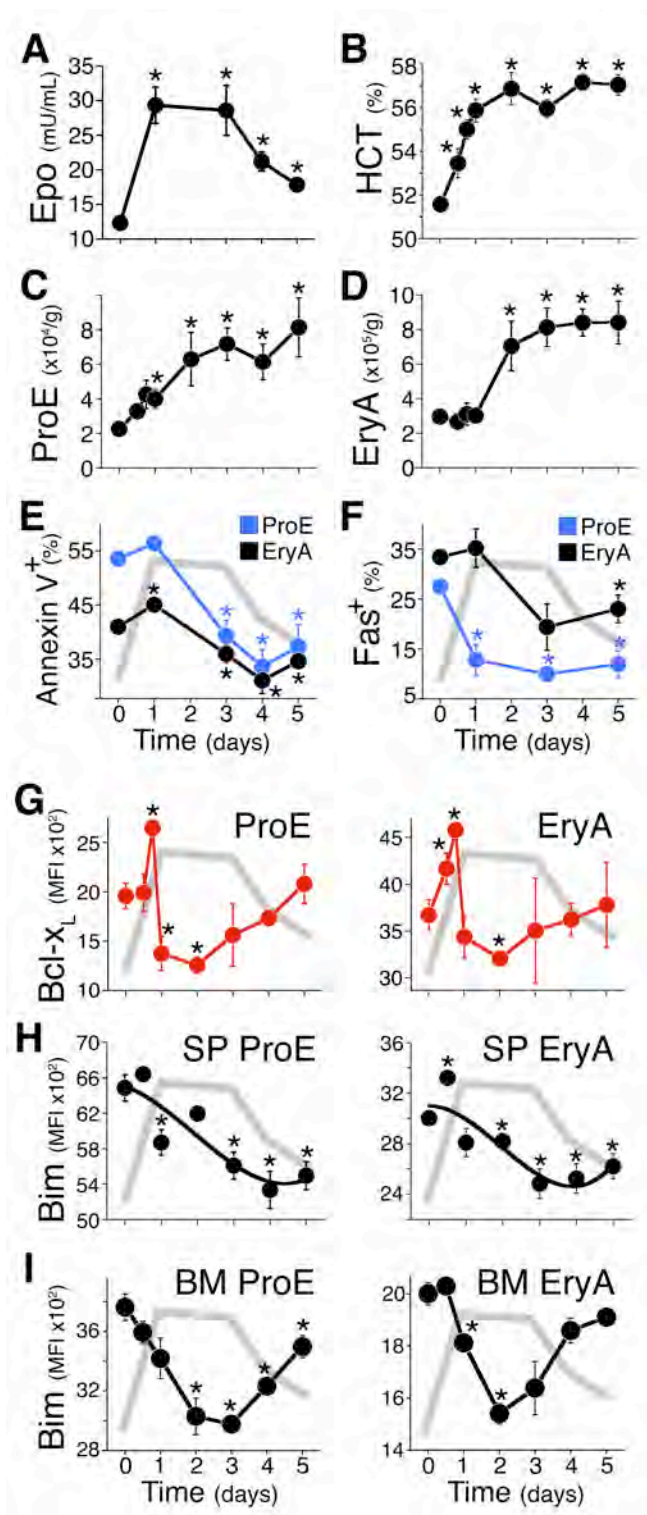 A
Epo (mU/mL)
35
30
25
20
15
10
* * * *
B
HCT (%)
58
56
54
52
50
* * * * * * *
C
ProE (x10⁴/g)
8
6
4
2
0
* * * * *
D
EryA (x10⁵/g)
10
8
6
4
2
0
* * * *
E
Annexin V⁺ (%)
55
45
35
ProE
EryA
* * * * * * *
0 1 2 3 4 5
Time (days)
F
Fas⁺ (%)
35
25
15
5
ProE
EryA
* * * *
0 1 2 3 4 5
Time (days)
G
Bcl-xL (MFI x10²)
25
20
15
10
ProE
* * *
45
40
35
30
EryA
* * *
H
Bim (MFI x10²)
70
66
62
58
54
50
SP ProE
* * * *
36
32
28
24
SP EryA
* * * * *
I
Bim (MFI x10²)
36
32
28
BM ProE
* * * *
0 1 2 3 4 5
Time (days)
20
18
16
14
BM EryA
* *
0 1 2 3 4 5
Time (days)